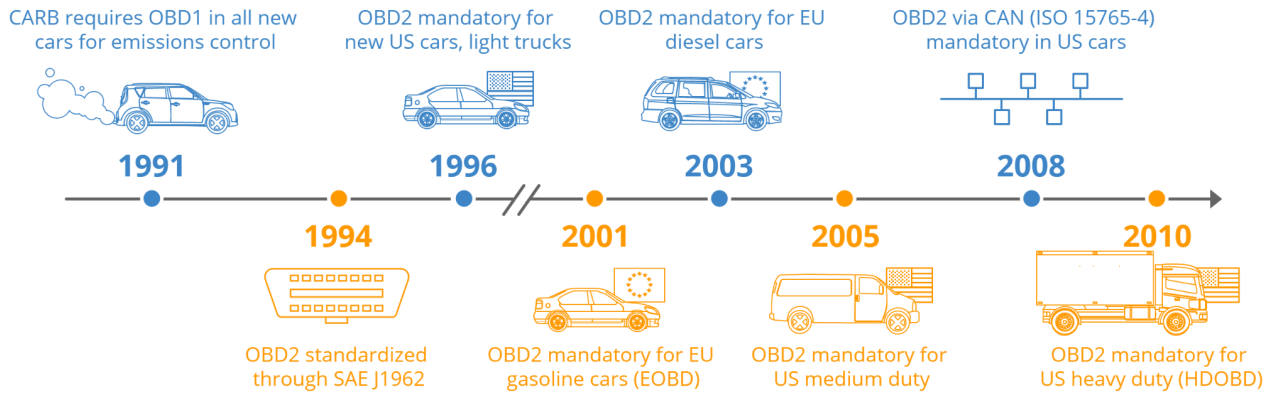 CARB requires OBD1 in all new
cars for emissions control
1991
OBD2 mandatory for
new US cars, light trucks
1996
OBD2 mandatory for EU
diesel cars
2003
OBD2 via CAN (ISO 15765-4)
mandatory in US cars
2008
1994
OBD2 standardized
through SAE J1962
2001
OBD2 mandatory for EU
gasoline cars (EOBD)
2005
OBD2 mandatory for
US medium duty
2010
OBD2 mandatory for
US heavy duty (HDOBD)